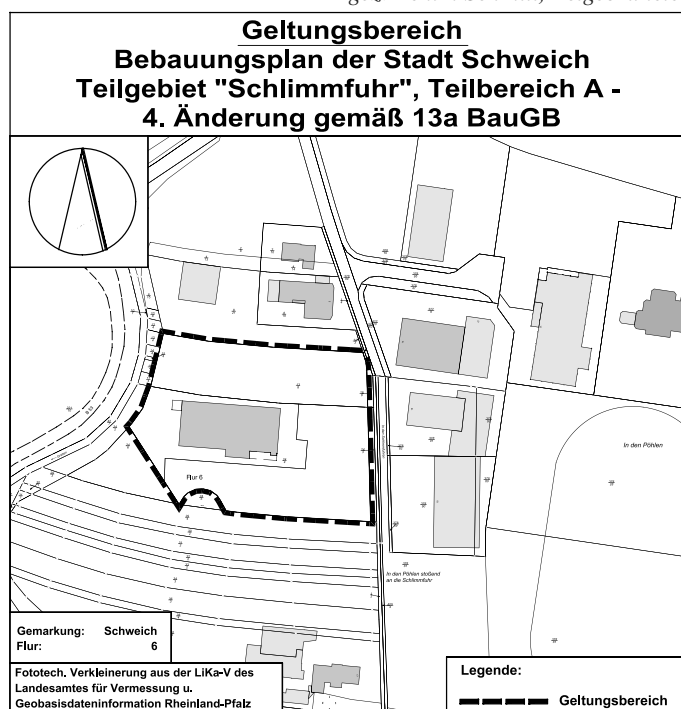 Geltungsbereich
Bebauungsplan der Stadt Schweich
Teilgebiet "Schlimmfuhr", Teilbereich A -
4. Änderung gemäß 13a BauGB
In den Pöhlen
Flur 6
In den Pöhlen stoßend
an die Schlimmfuhr
Gemarkung: Schweich
Flur: 6
Fototech. Verkleinerung aus der LiKa-V des
Landesamtes für Vermessung u.
Geobasisdateninformation Rheinland-Pfalz
Legende:
Geltungsbereich